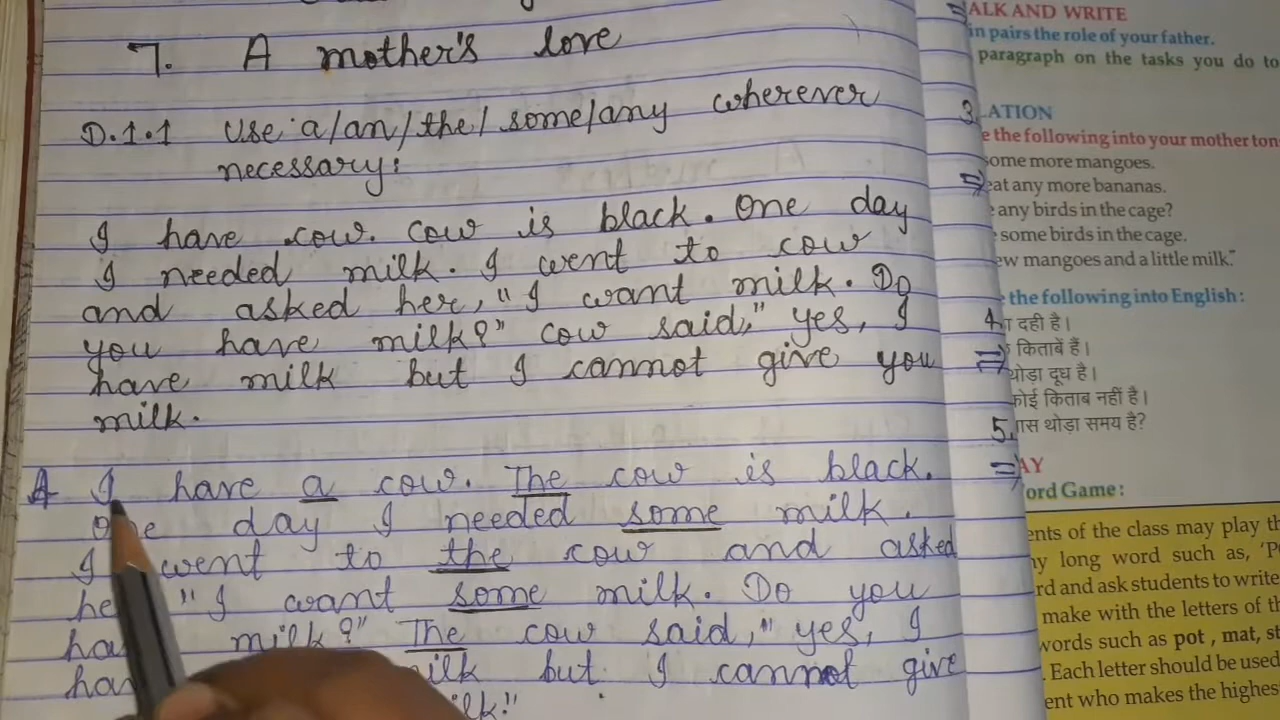 7. A mother's love
D.1.1 Use a/an/the/some/any wherever
necessary:
I have cow. Cow is black. One day
I needed milk. I went to cow
and asked her, "I want milk. Do
you have milk?" Cow said," yes, I
have milk but I cannot give you
milk.
A I have a cow. The cow is black.
One day I needed some milk.
I went to the cow and asked
"I want some milk. Do you
milk?" The cow said," yes, I
milk but I cannot give
milk!"
ALK AND WRITE
in pairs the role of your father.
paragraph on the tasks you do to
3. LATION
e the following into your mother ton
some more mangoes.
⇒ eat any more bananas.
any birds in the cage?
some birds in the cage.
ew mangoes and a little milk."
the following into English:
4. दही है।
किताबें हैं।
⇒ थोड़ा दूध है।
कोई किताब नहीं है।
5. थोड़ा समय है?
⇒ AY
ord Game:
ents of the class may play th
y long word such as, 'P
rd and ask students to write
make with the letters of th
words such as pot , mat, st
. Each letter should be used
ent who makes the highes